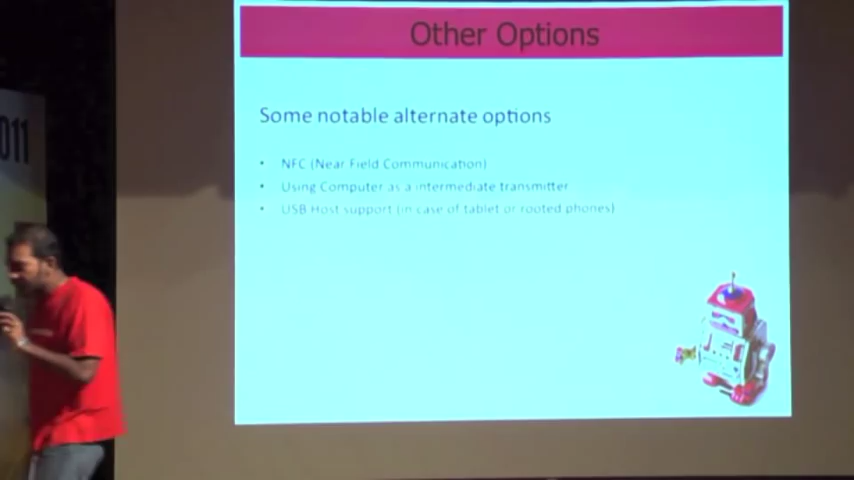 Other Options
011
Some notable alternate options
• NFC (Near Field Communication)
• Using Computer as a intermediate transmitter
• USB Host support (in case of tablet or rooted phones)